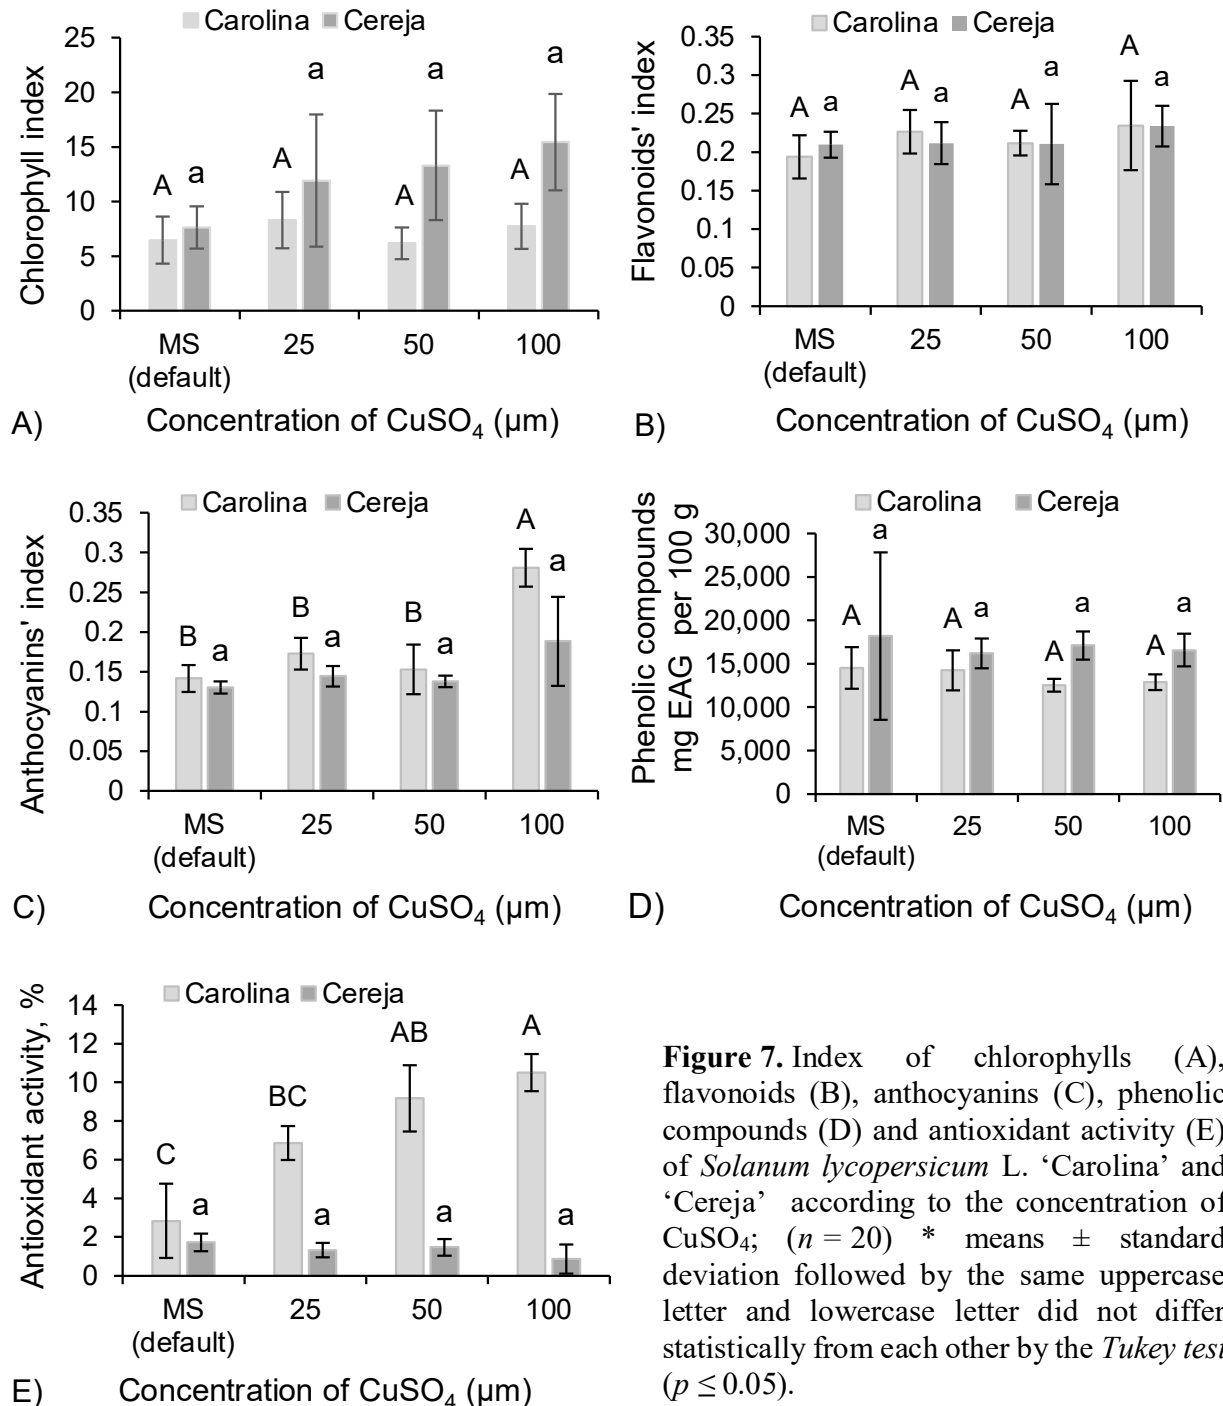 Carolina Cereja
25
20
15
10
5
0
Chlorophyll index
A a A a A a A a
MS
(default)
25 50 100
A) Concentration of CuSO₄ (µm)
Carolina Cereja
0.35
0.3
0.25
0.2
0.15
0.1
0.05
0
Flavonoids' index
A a A a A a A a
MS
(default)
25 50 100
B) Concentration of CuSO₄ (µm)
Carolina Cereja
0.35
0.3
0.25
0.2
0.15
0.1
0.05
0
Anthocyanins' index
B a B a B a A a
MS
(default)
25 50 100
C) Concentration of CuSO₄ (µm)
Carolina Cereja
30,000
25,000
20,000
15,000
10,000
5,000
0
Phenolic compounds
mg EAG per 100 g
A a A a A a A a
MS
(default)
25 50 100
D) Concentration of CuSO₄ (µm)
Carolina Cereja
14
12
10
8
6
4
2
0
Antioxidant activity, %
C a BC a AB a A a
MS
(default)
25 50 100
E) Concentration of CuSO₄ (µm)
Figure 7. Index of chlorophylls (A),
flavonoids (B), anthocyanins (C), phenolic
compounds (D) and antioxidant activity (E)
of Solanum lycopersicum L. ‘Carolina’ and
‘Cereja’ according to the concentration of
CuSO₄; (n = 20) * means ± standard
deviation followed by the same uppercase
letter and lowercase letter did not differ
statistically from each other by the Tukey test
(p ≤ 0.05).